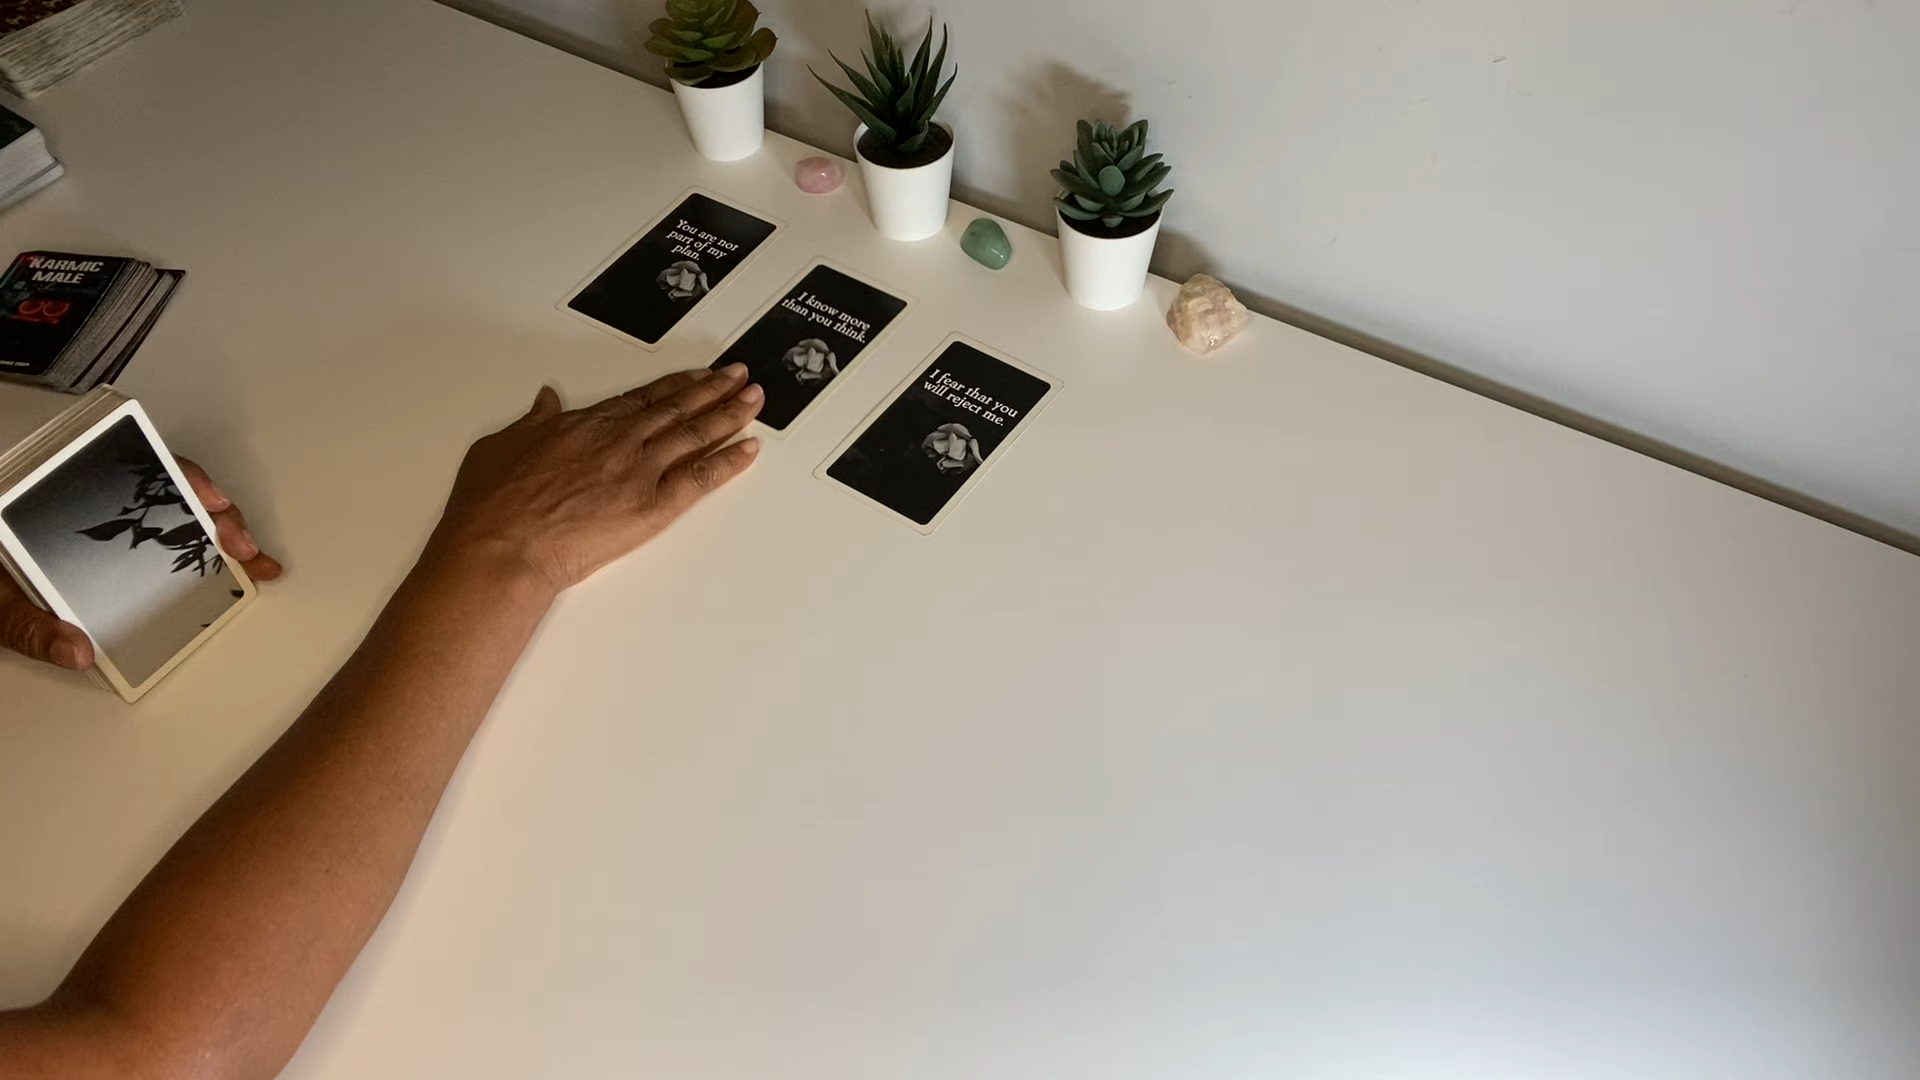 KARMIC
MALE
You are not
part of my
plan.
I know more
than you think.
I fear that you
will reject me.